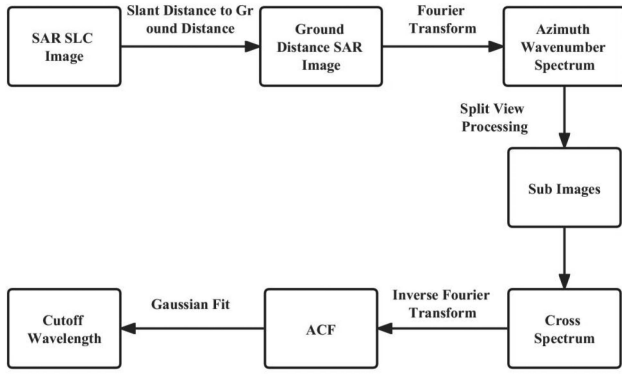 SAR SLC
Image
Slant Distance to Gr
ound Distance
Ground
Distance SAR
Image
Fourier
Transform
Azimuth
Wavenumber
Spectrum
Split View
Processing
Sub Images
Cross
Spectrum
Inverse Fourier
Transform
ACF
Gaussian Fit
Cutoff
Wavelength